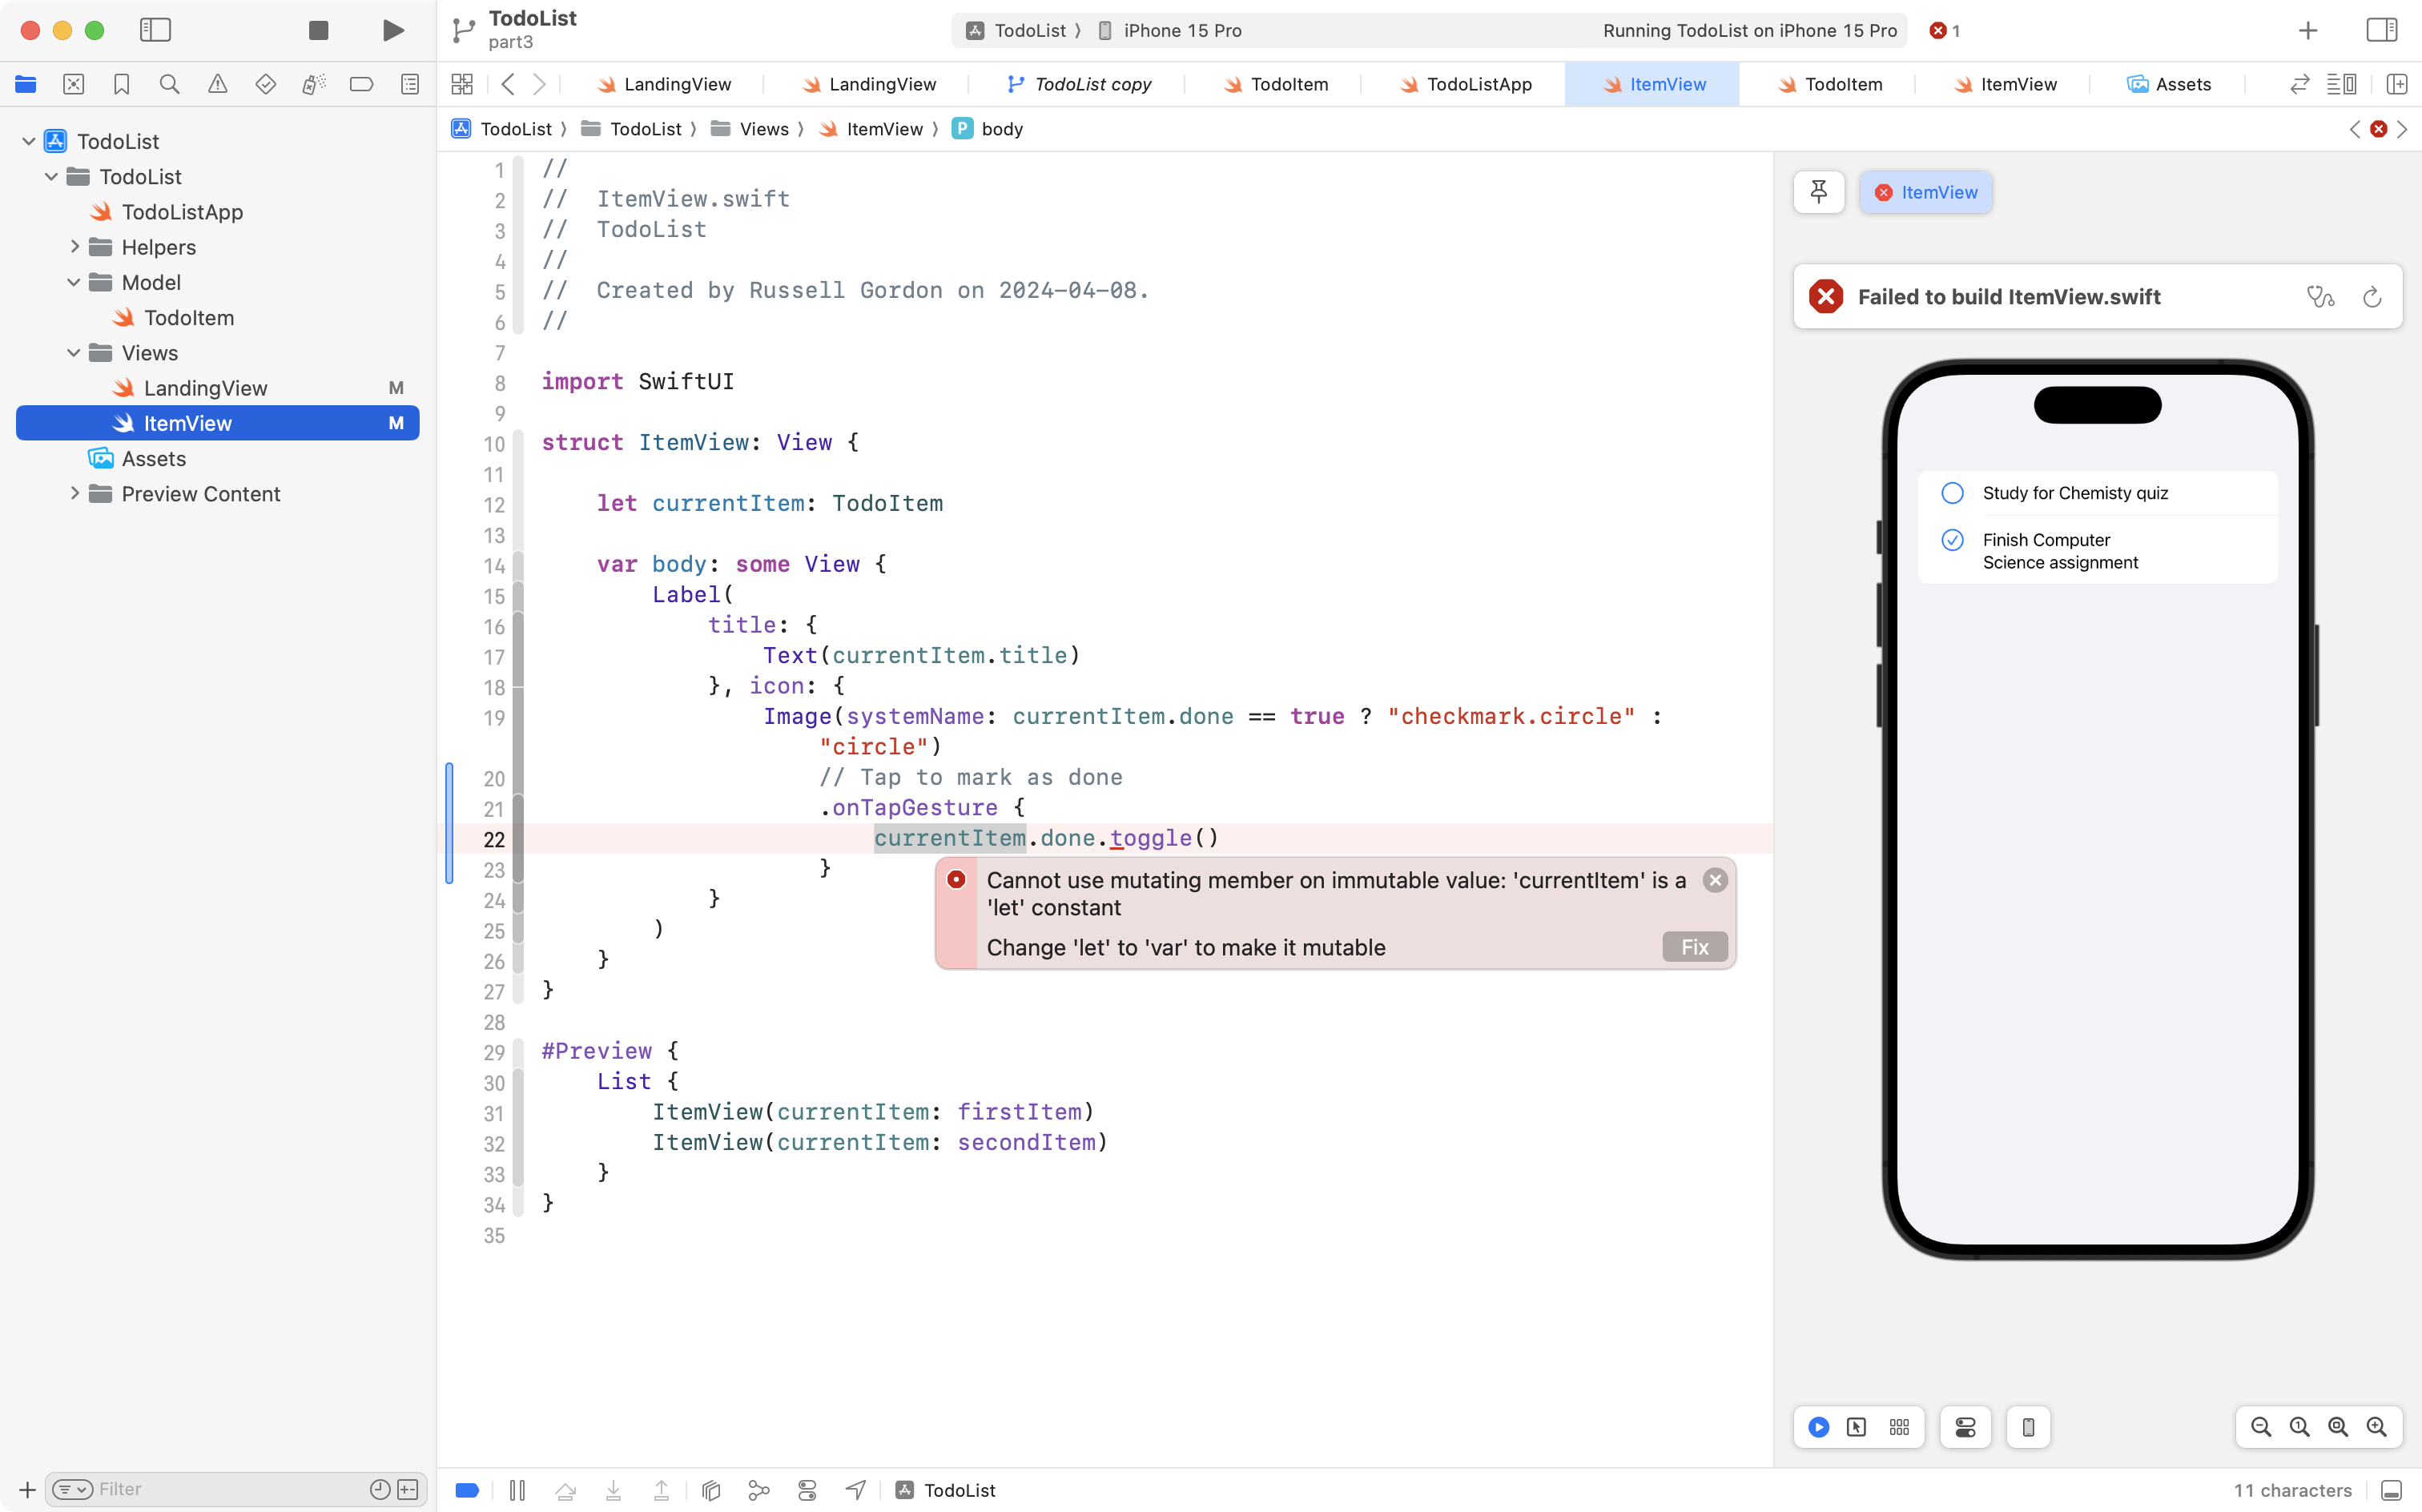 TodoList
part3
TodoList
iPhone 15 Pro
Running TodoList on iPhone 15 Pro
1
LandingView
LandingView
TodoList copy
TodoItem
TodoListApp
ItemView
TodoItem
ItemView
Assets
TodoList
TodoList
Views
ItemView
P
body
TodoList
TodoList
TodoListApp
Helpers
Model
TodoItem
Views
LandingView M
ItemView M
Assets
Preview Content
1 //
2 //  ItemView.swift
3 //  TodoList
4 //
5 //  Created by Russell Gordon on 2024-04-08.
6 //
7
8 import SwiftUI
9
10 struct ItemView: View {
11
12     let currentItem: TodoItem
13
14     var body: some View {
15         Label(
16             title: {
17                 Text(currentItem.title)
18             }, icon: {
19                 Image(systemName: currentItem.done == true ? "checkmark.circle" :
                    "circle")
20                     // Tap to mark as done
21                     .onTapGesture {
22                         currentItem.done.toggle()
23                     }
24             }
25         )
26     }
27 }
28
29 #Preview {
30     List {
31         ItemView(currentItem: firstItem)
32         ItemView(currentItem: secondItem)
33     }
34 }
35
Cannot use mutating member on immutable value: 'currentItem' is a
'let' constant
Change 'let' to 'var' to make it mutable
Fix
ItemView
Failed to build ItemView.swift
Study for Chemisty quiz
Finish Computer
Science assignment
Filter
TodoList
11 characters